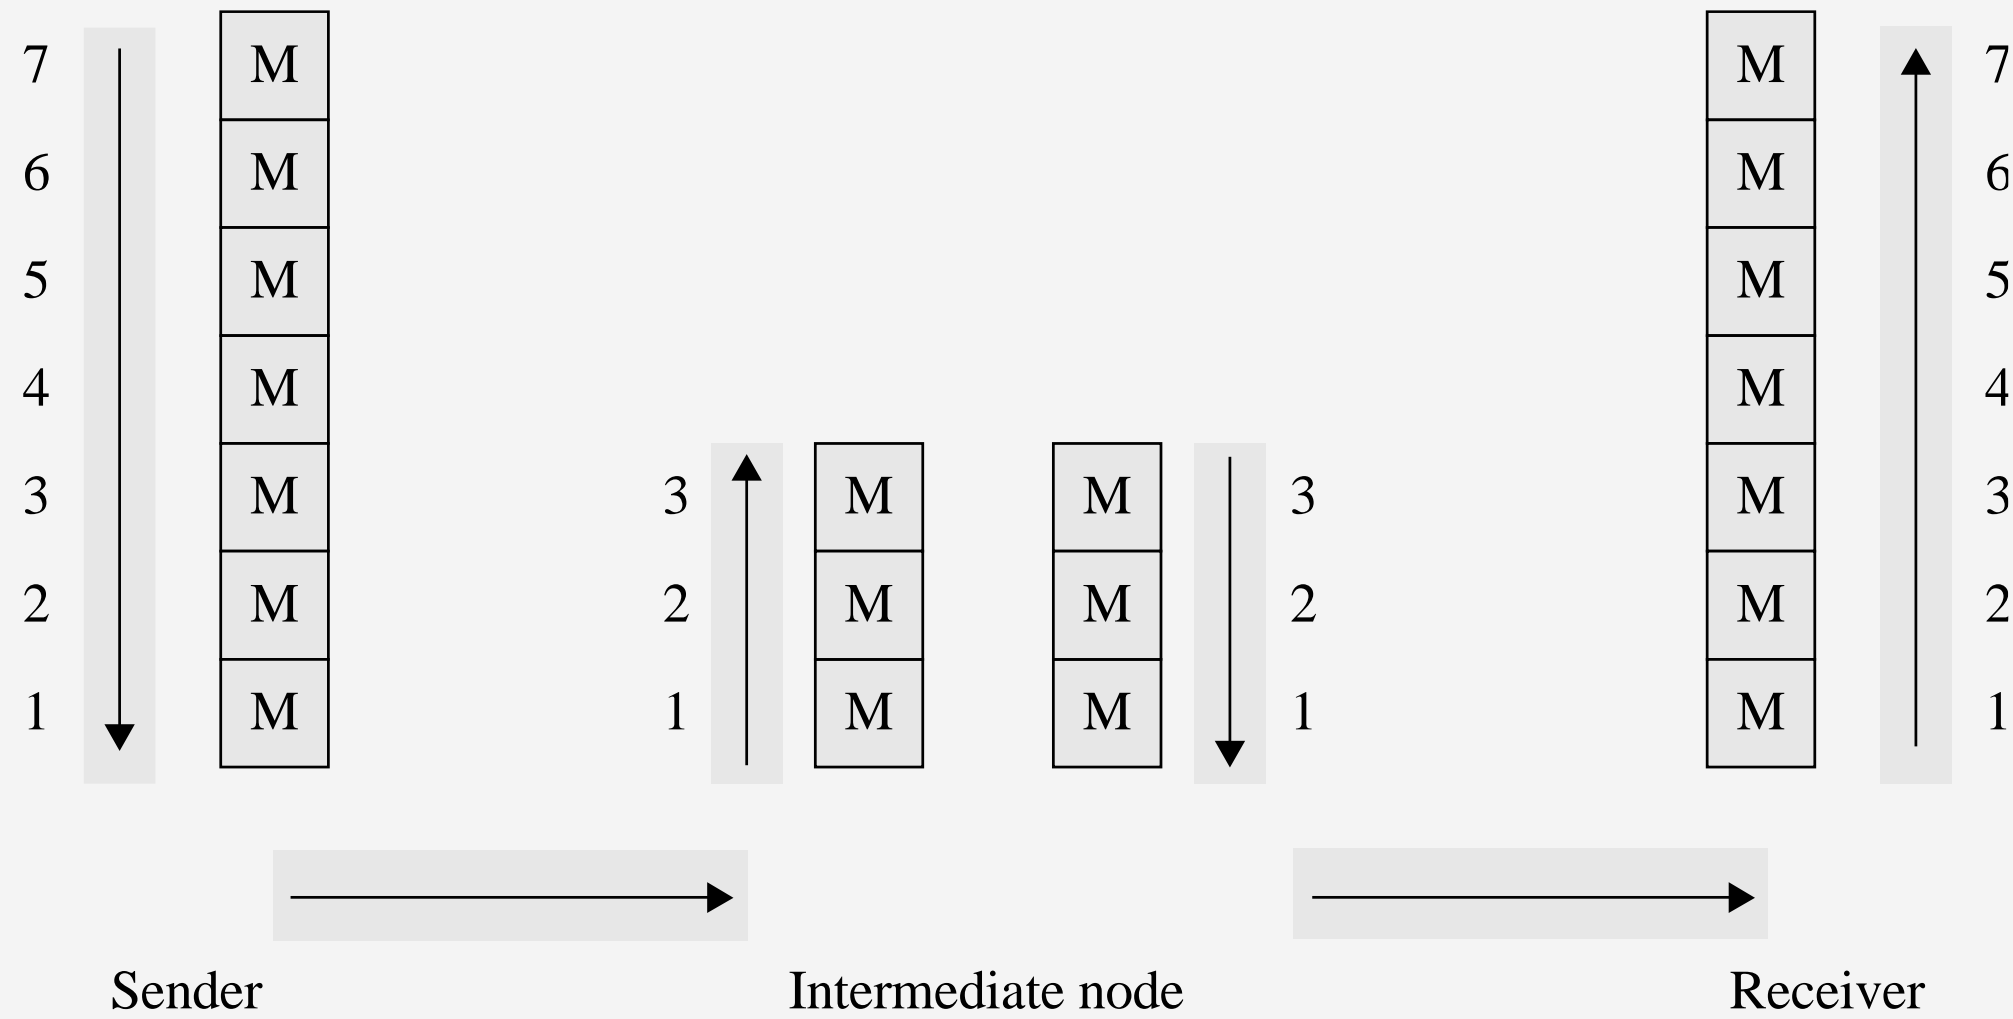 7 M M 7
6 M M 6
5 M M 5
4 M M 4
3 M 3 M M 3 M 3
2 M 2 M M 2 M 2
1 M 1 M M 1 M 1
Sender Intermediate node Receiver